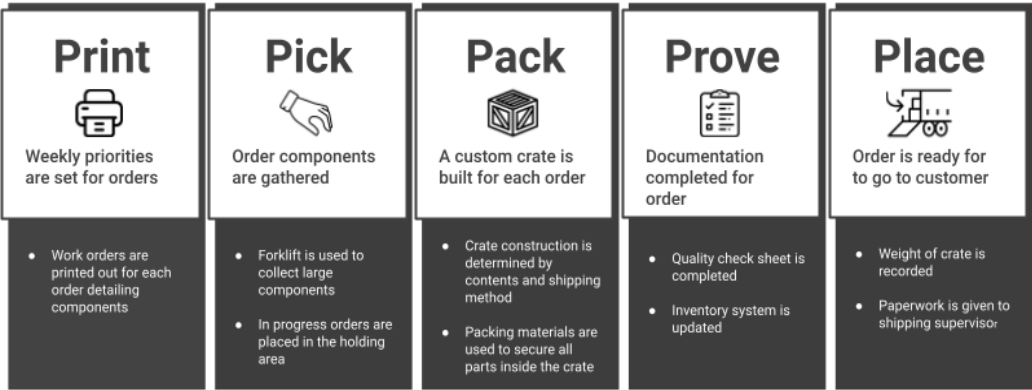 Print
Weekly priorities
are set for orders
● Work orders are
printed out for each
order detailing
components
Pick
Order components
are gathered
● Forklift is used to
collect large
components
● In progress orders are
placed in the holding
area
Pack
A custom crate is
built for each order
● Crate construction is
determined by
contents and shipping
method
● Packing materials are
used to secure all
parts inside the crate
Prove
Documentation
completed for
order
● Quality check sheet is
completed
● Inventory system is
updated
Place
Order is ready for
to go to customer
● Weight of crate is
recorded
● Paperwork is given to
shipping supervisor